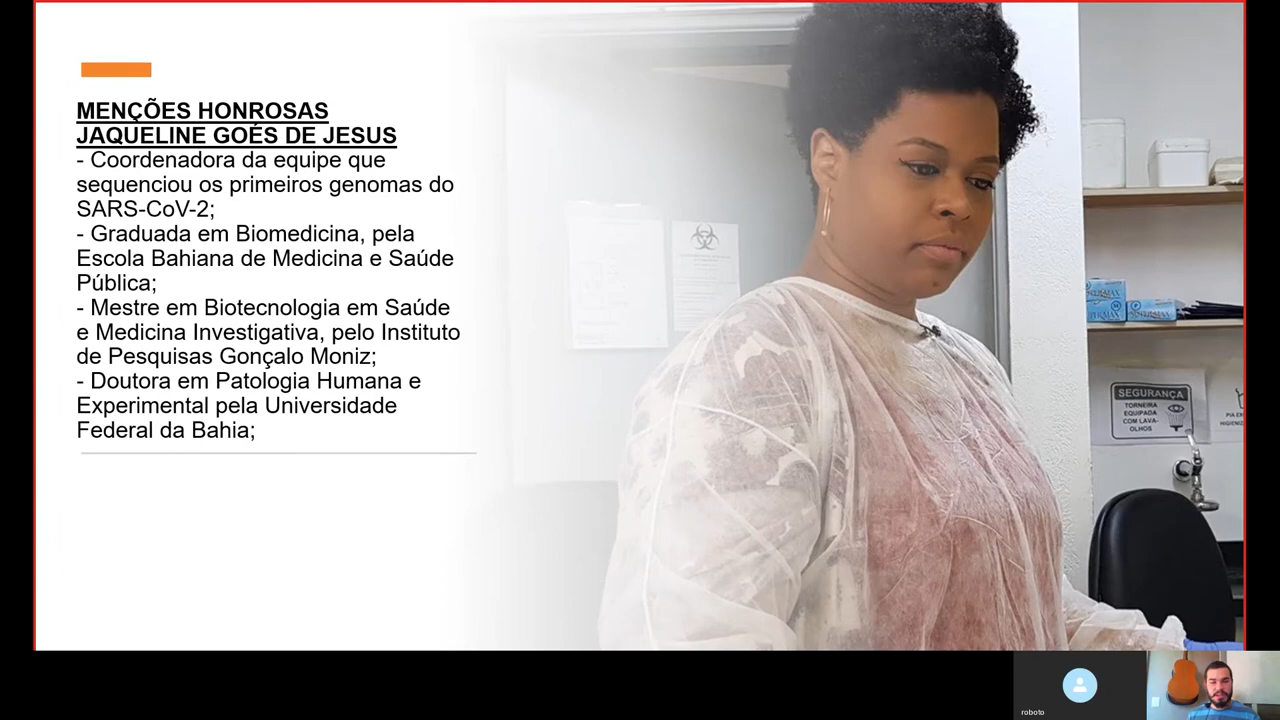 MENÇÕES HONROSAS
JAQUELINE GOÉS DE JESUS
- Coordenadora da equipe que
sequenciou os primeiros genomas do
SARS-CoV-2;
- Graduada em Biomedicina, pela
Escola Bahiana de Medicina e Saúde
Pública;
- Mestre em Biotecnologia em Saúde
e Medicina Investigativa, pelo Instituto
de Pesquisas Gonçalo Moniz;
- Doutora em Patologia Humana e
Experimental pela Universidade
Federal da Bahia;
SEGURANÇA
TORNEIRA
EQUIPADA
COM LAVA-
OLHOS
roboto